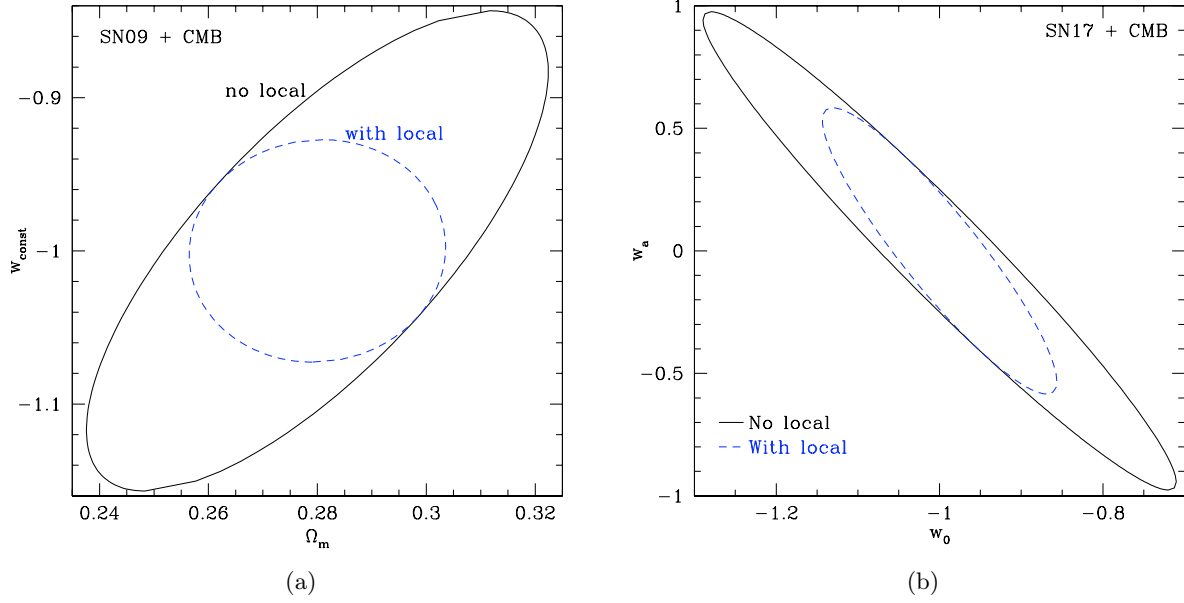 SN09 + CMB
no local
with local
−0.9
−1
−1.1
w_const
0.24 0.26 0.28 0.3 0.32
Ω_m
(a)
SN17 + CMB
1
0.5
0
−0.5
−1
w_a
No local
With local
−1.2 −1 −0.8
w_0
(b)